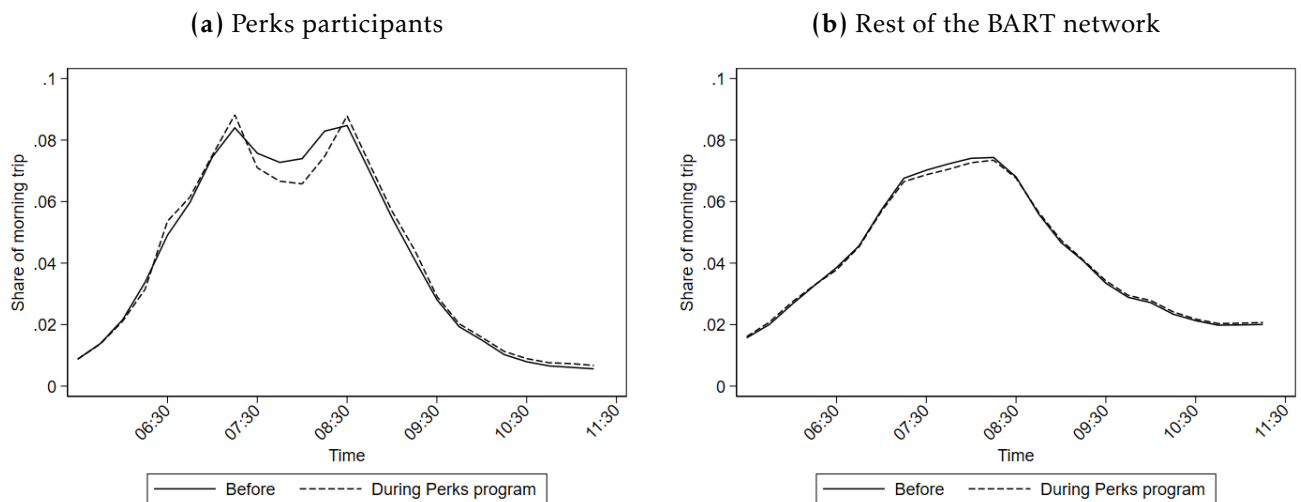 (a) Perks participants
.1
.08
.06
.04
.02
0
Share of morning trip
06:30
07:30
08:30
09:30
10:30
11:30
Time
Before
During Perks program
(b) Rest of the BART network
.1
.08
.06
.04
.02
0
Share of morning trip
06:30
07:30
08:30
09:30
10:30
11:30
Time
Before
During Perks program